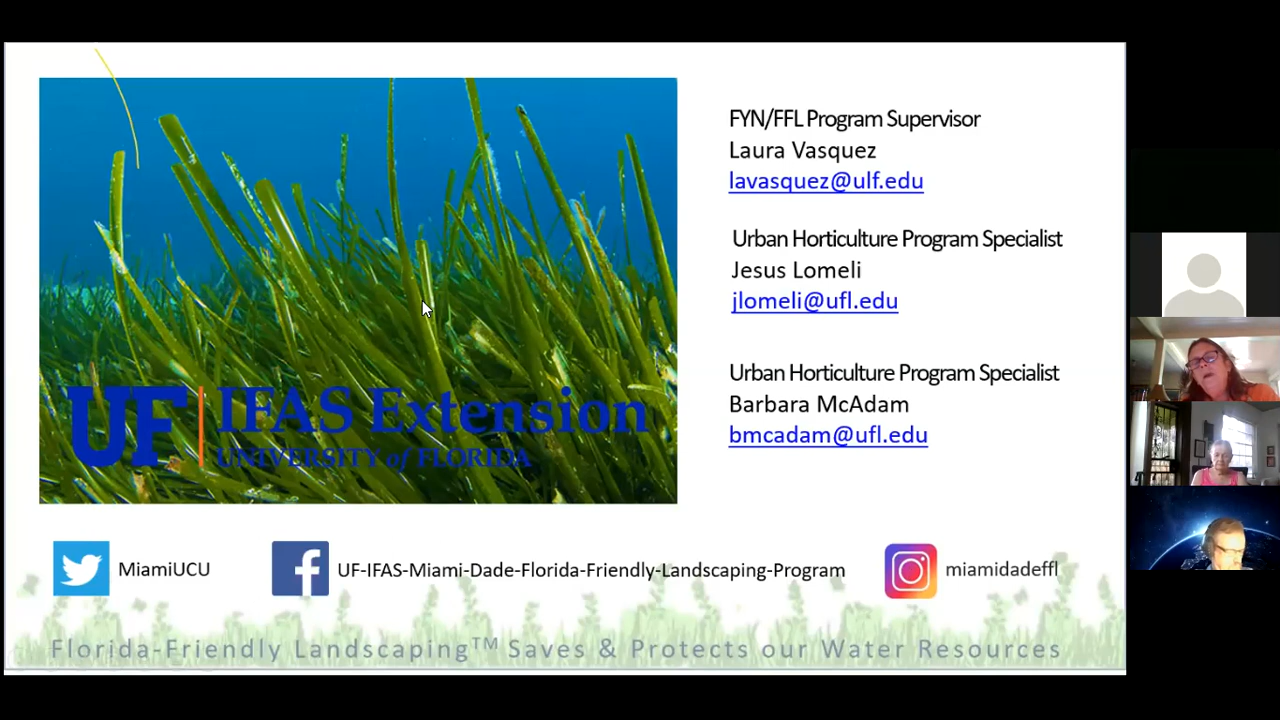 FYN/FFL Program Supervisor
Laura Vasquez
lavasquez@ulf.edu
Urban Horticulture Program Specialist
Jesus Lomeli
jlomeli@ufl.edu
Urban Horticulture Program Specialist
Barbara McAdam
bmcadam@ufl.edu
UF IFAS Extension
UNIVERSITY of FLORIDA
MiamiUCU
UF-IFAS-Miami-Dade-Florida-Friendly-Landscaping-Program
miamidadeffl
Florida-Friendly Landscaping™ Saves & Protects our Water Resources